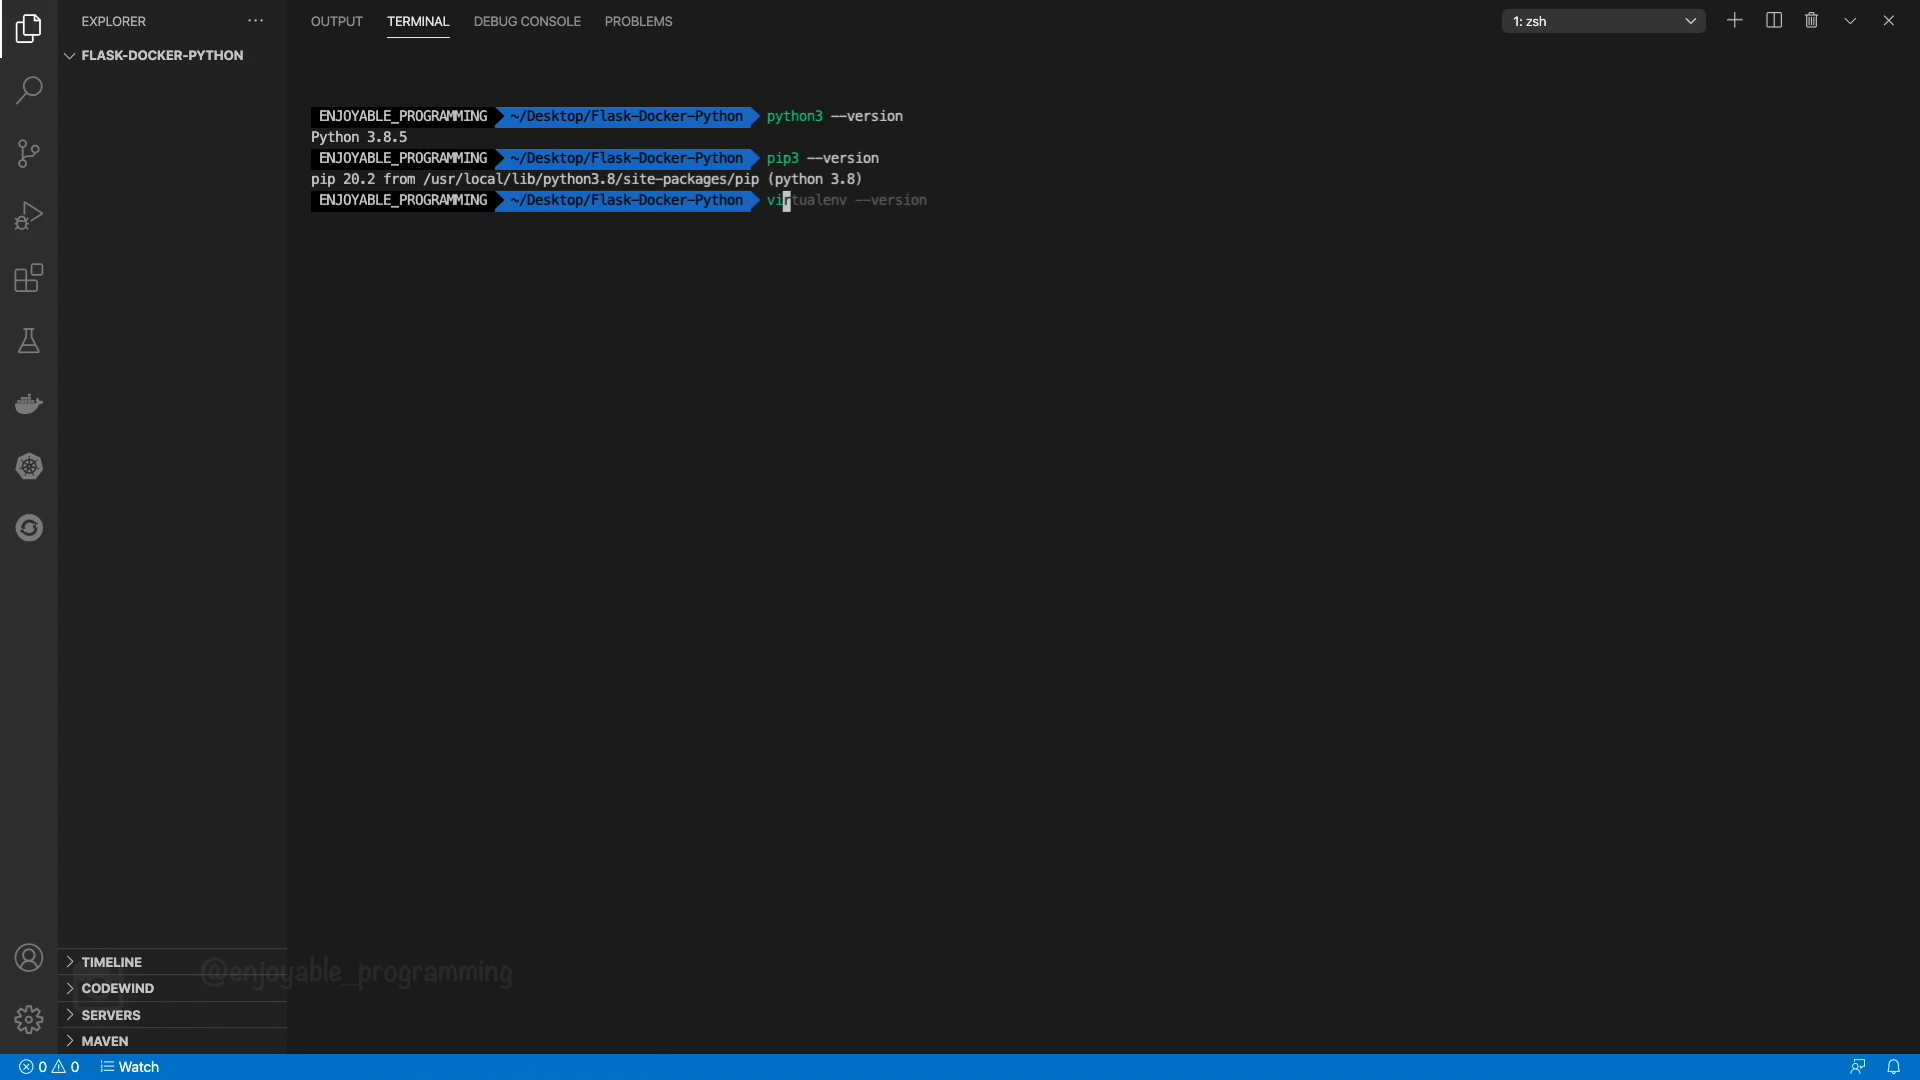 EXPLORER
FLASK-DOCKER-PYTHON
OUTPUT TERMINAL DEBUG CONSOLE PROBLEMS
1: zsh
ENJOYABLE_PROGRAMMING ~/Desktop/Flask-Docker-Python python3 --version
Python 3.8.5
ENJOYABLE_PROGRAMMING ~/Desktop/Flask-Docker-Python pip3 --version
pip 20.2 from /usr/local/lib/python3.8/site-packages/pip (python 3.8)
ENJOYABLE_PROGRAMMING ~/Desktop/Flask-Docker-Python virtualenv --version
TIMELINE
@enjoyable_programming
CODEWIND
SERVERS
MAVEN
0 0 Watch